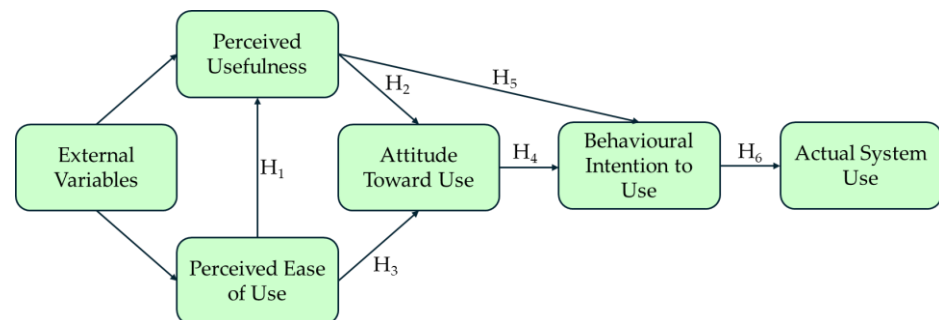 Perceived
Usefulness
H5
H2
External
Variables
H1
Attitude
Toward Use
H4
Behavioural
Intention to
Use
H6
Actual System
Use
Perceived Ease
of Use
H3